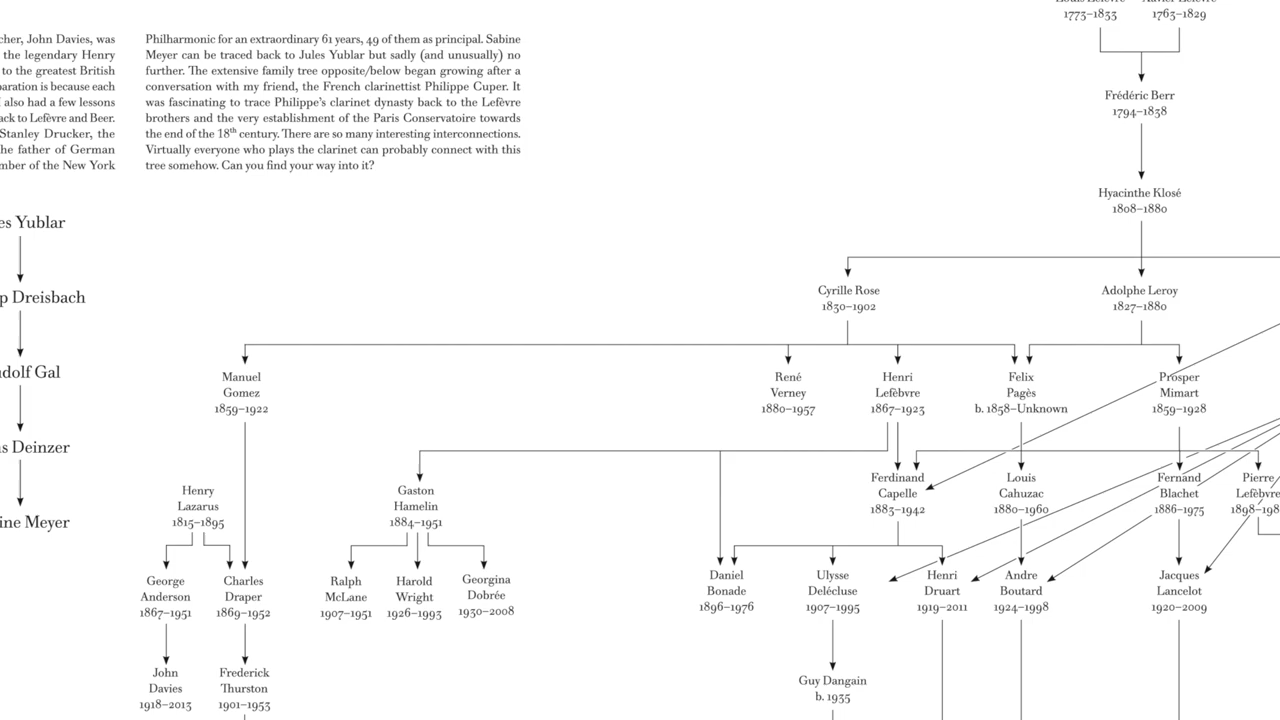 1773–1833
1763–1829
cher, John Davies, was
the legendary Henry
to the greatest British
paration is because each
also had a few lessons
ack to Lefèvre and Beer.
Stanley Drucker, the
he father of German
mber of the New York
Philharmonic for an extraordinary 61 years, 49 of them as principal. Sabine
Meyer can be traced back to Jules Yublar but sadly (and unusually) no
further. The extensive family tree opposite/below began growing after a
conversation with my friend, the French clarinettist Philippe Cuper. It
was fascinating to trace Philippe's clarinet dynasty back to the Lefèvre
brothers and the very establishment of the Paris Conservatoire towards
the end of the 18th century. There are so many interesting interconnections.
Virtually everyone who plays the clarinet can probably connect with this
tree somehow. Can you find your way into it?
Frédéric Berr
1794–1838
Hyacinthe Klosé
1808–1880
es Yublar
p Dreisbach
udolf Gal
s Deinzer
ine Meyer
Cyrille Rose
1830–1902
Adolphe Leroy
1827–1880
Manuel
Gomez
1859–1922
René
Verney
1880–1957
Henri
Lefèbvre
1867–1923
Felix
Pagès
b. 1858–Unknown
Prosper
Mimart
1859–1928
Henry
Lazarus
1815–1895
Gaston
Hamelin
1884–1951
Ferdinand
Capelle
1883–1942
Louis
Cahuzac
1880–1960
Fernand
Blachet
1886–1975
Pierre
Lefèbvre
1898–198
George
Anderson
1867–1951
Charles
Draper
1869–1952
Ralph
McLane
1907–1951
Harold
Wright
1926–1993
Georgina
Dobrée
1930–2008
Daniel
Bonade
1896–1976
Ulysse
Delécluse
1907–1995
Henri
Druart
1919–2011
Andre
Boutard
1924–1998
Jacques
Lancelot
1920–2009
John
Davies
1918–2013
Frederick
Thurston
1901–1953
Guy Dangain
b. 1935